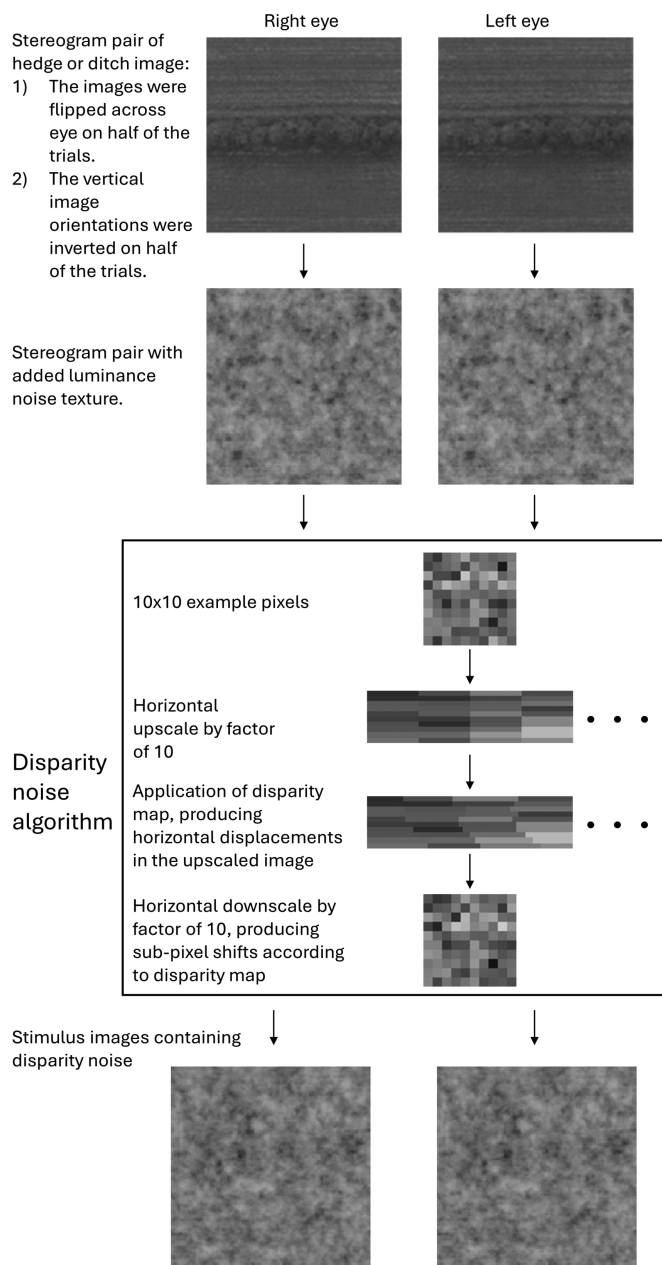 Right eye
Left eye
Stereogram pair of
hedge or ditch image:
1) The images were
flipped across
eye on half of the
trials.
2) The vertical
image
orientations were
inverted on half
of the trials.
Stereogram pair with
added luminance
noise texture.
Disparity
noise
algorithm
10x10 example pixels
Horizontal
upscale by factor
of 10
• • •
Application of disparity
map, producing
horizontal displacements
in the upscaled image
• • •
Horizontal downscale by
factor of 10, producing
sub-pixel shifts according
to disparity map
Stimulus images containing
disparity noise